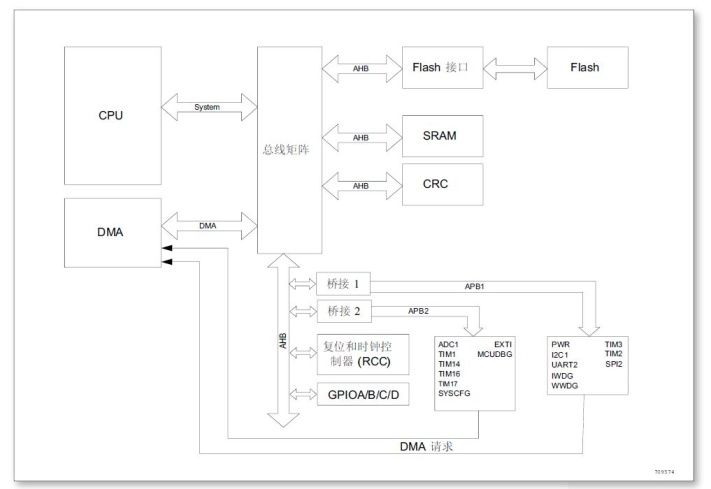 AHB
Flash 接口
Flash
CPU
System
总线矩阵
AHB
SRAM
AHB
CRC
DMA
DMA
桥接 1
APB1
桥接 2
APB2
AHB
复位和时钟控
制器 (RCC)
GPIOA/B/C/D
ADC1 EXTI
TIM1 MCUDBG
TIM14
TIM16
TIM17
SYSCFG
PWR TIM3
I2C1 TIM2
UART2 SPI2
IWDG
WWDG
DMA 请求
709574